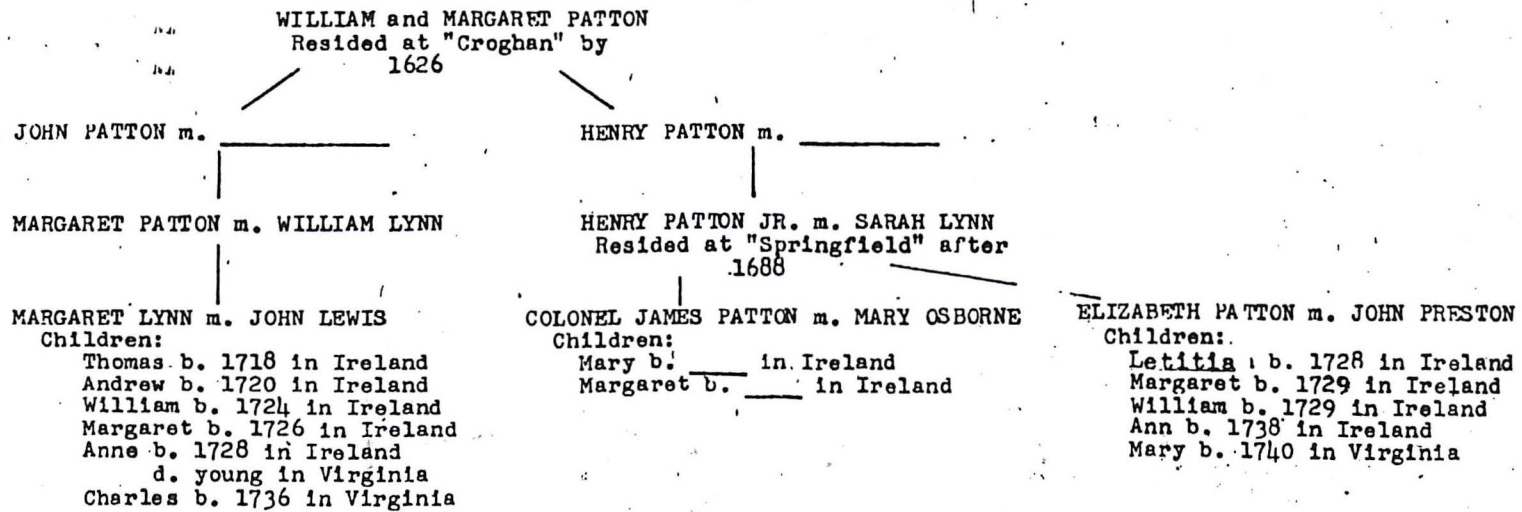 WILLIAM and MARGARET PATTON
Resided at "Croghan" by
1626
JOHN PATTON m. ________
HENRY PATTON m. ________
MARGARET PATTON m. WILLIAM LYNN
HENRY PATTON JR. m. SARAH LYNN
Resided at "Springfield" after
1688
MARGARET LYNN m. JOHN LEWIS
Children:
Thomas b. 1718 in Ireland
Andrew b. 1720 in Ireland
William b. 1724 in Ireland
Margaret b. 1726 in Ireland
Anne b. 1728 in Ireland
d. young in Virginia
Charles b. 1736 in Virginia
COLONEL JAMES PATTON m. MARY OSBORNE
Children:
Mary b. ____ in Ireland
Margaret b. ____ in Ireland
ELIZABETH PATTON m. JOHN PRESTON
Children:
Letitia b. 1728 in Ireland
Margaret b. 1729 in Ireland
William b. 1729 in Ireland
Ann b. 1738 in Ireland
Mary b. 1740 in Virginia